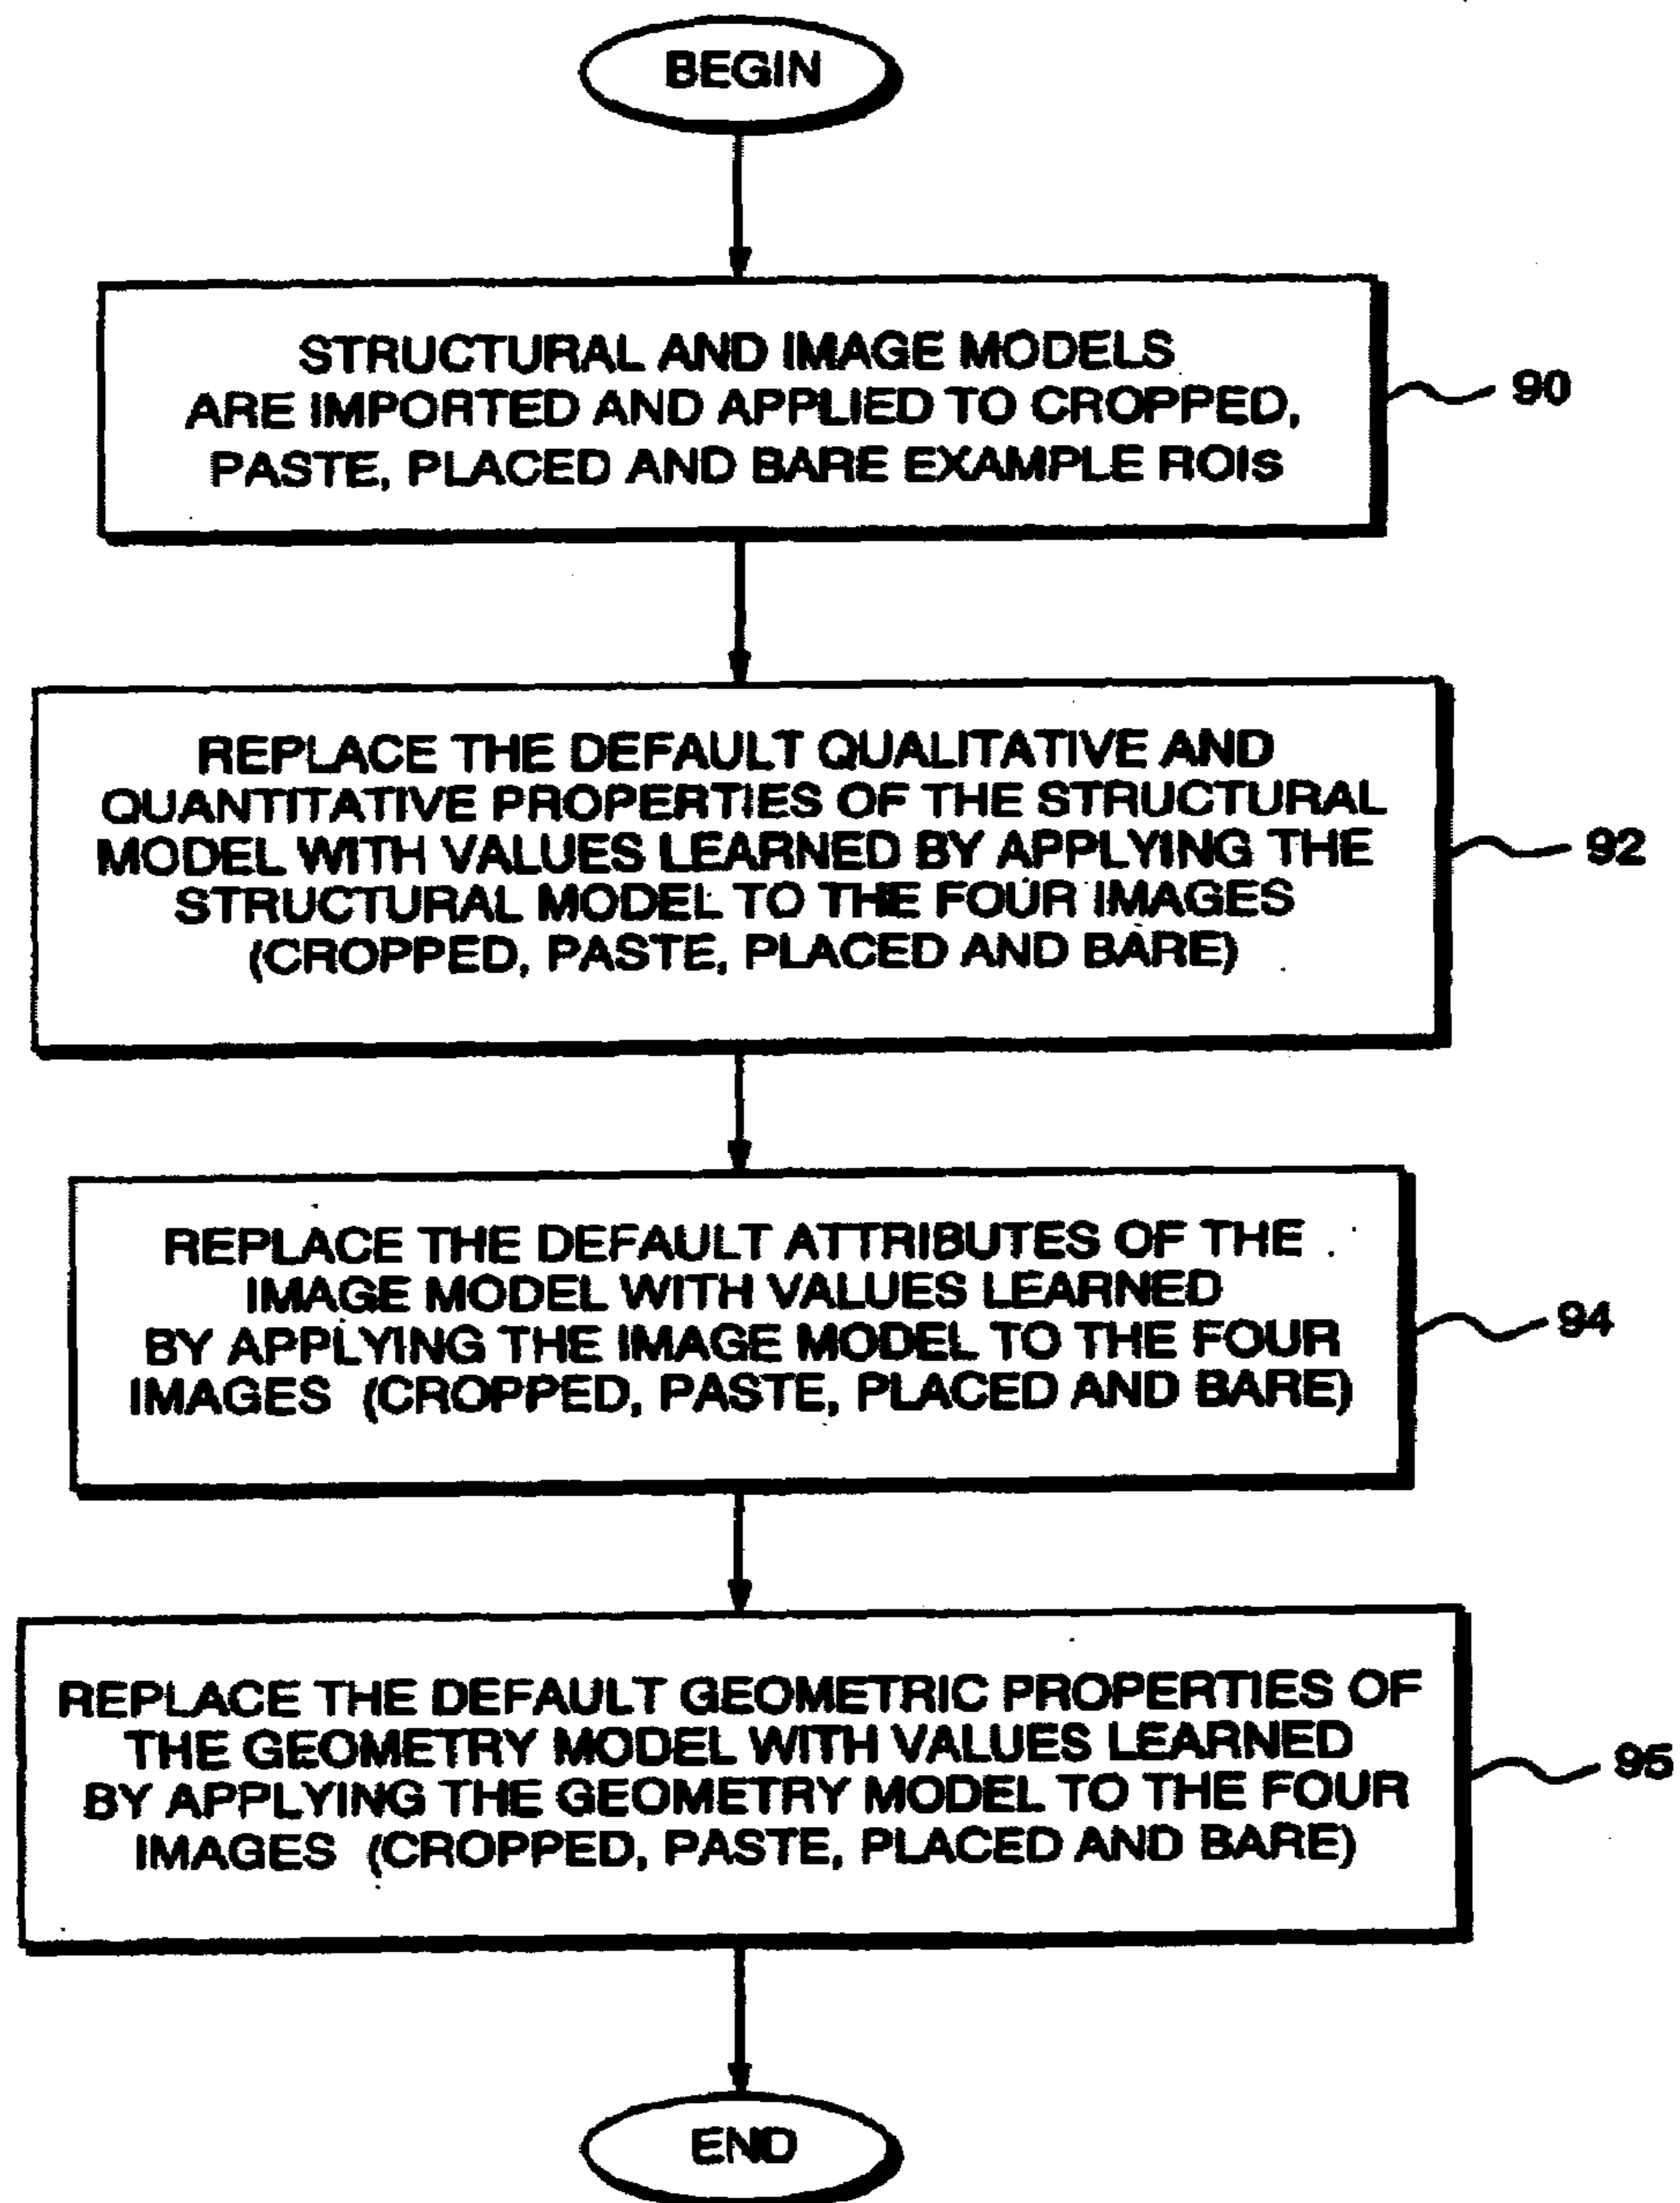 BEGIN
STRUCTURAL AND IMAGE MODELS
ARE IMPORTED AND APPLIED TO CROPPED,
PASTE, PLACED AND BARE EXAMPLE ROIS
90
REPLACE THE DEFAULT QUALITATIVE AND
QUANTITATIVE PROPERTIES OF THE STRUCTURAL
MODEL WITH VALUES LEARNED BY APPLYING THE
STRUCTURAL MODEL TO THE FOUR IMAGES
(CROPPED, PASTE, PLACED AND BARE)
92
REPLACE THE DEFAULT ATTRIBUTES OF THE
IMAGE MODEL WITH VALUES LEARNED
BY APPLYING THE IMAGE MODEL TO THE FOUR
IMAGES (CROPPED, PASTE, PLACED AND BARE)
94
REPLACE THE DEFAULT GEOMETRIC PROPERTIES OF
THE GEOMETRY MODEL WITH VALUES LEARNED
BY APPLYING THE GEOMETRY MODEL TO THE FOUR
IMAGES (CROPPED, PASTE, PLACED AND BARE)
95
END